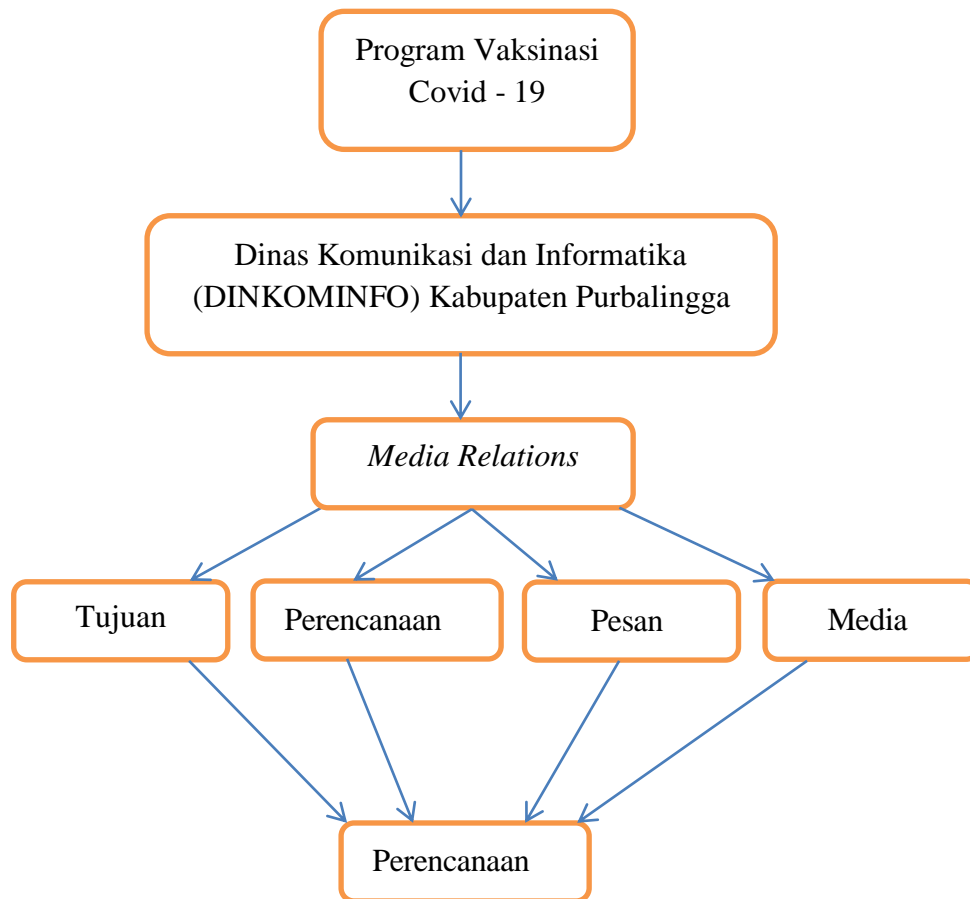 Program Vaksinasi
Covid - 19
Dinas Komunikasi dan Informatika
(DINKOMINFO) Kabupaten Purbalingga
Media Relations
Tujuan
Perencanaan
Pesan
Media
Perencanaan